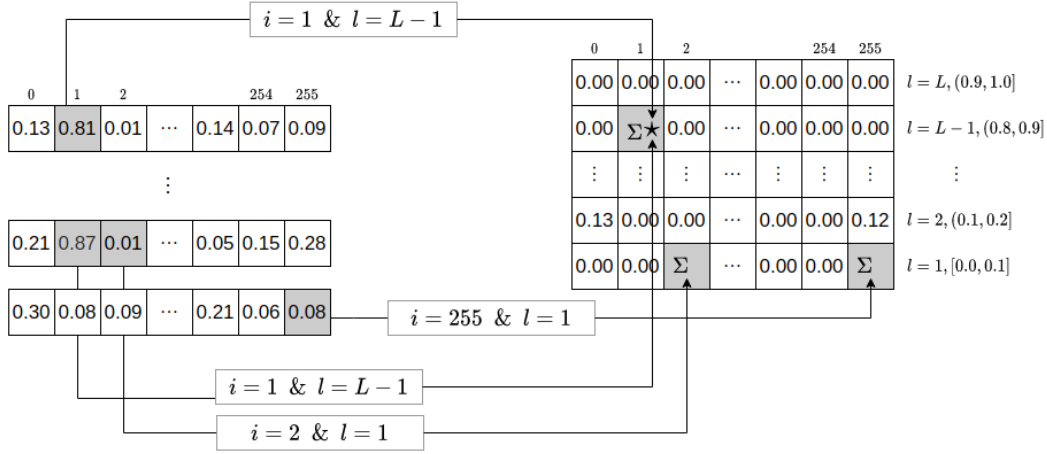 i = 1 & l = L − 1
0 1 2 254 255
0.13 0.81 0.01 ⋯ 0.14 0.07 0.09
⋮
0.21 0.87 0.01 ⋯ 0.05 0.15 0.28
0.30 0.08 0.09 ⋯ 0.21 0.06 0.08
0 1 2 254 255
0.00 0.00 0.00 ⋯ 0.00 0.00 0.00 l = L, (0.9, 1.0]
0.00 Σ★ 0.00 ⋯ 0.00 0.00 0.00 l = L − 1, (0.8, 0.9]
⋮ ⋮ ⋮ ⋯ ⋮ ⋮ ⋮ ⋮
0.13 0.00 0.00 ⋯ 0.00 0.00 0.12 l = 2, (0.1, 0.2]
0.00 0.00 Σ ⋯ 0.00 0.00 Σ l = 1, [0.0, 0.1]
i = 255 & l = 1
i = 1 & l = L − 1
i = 2 & l = 1